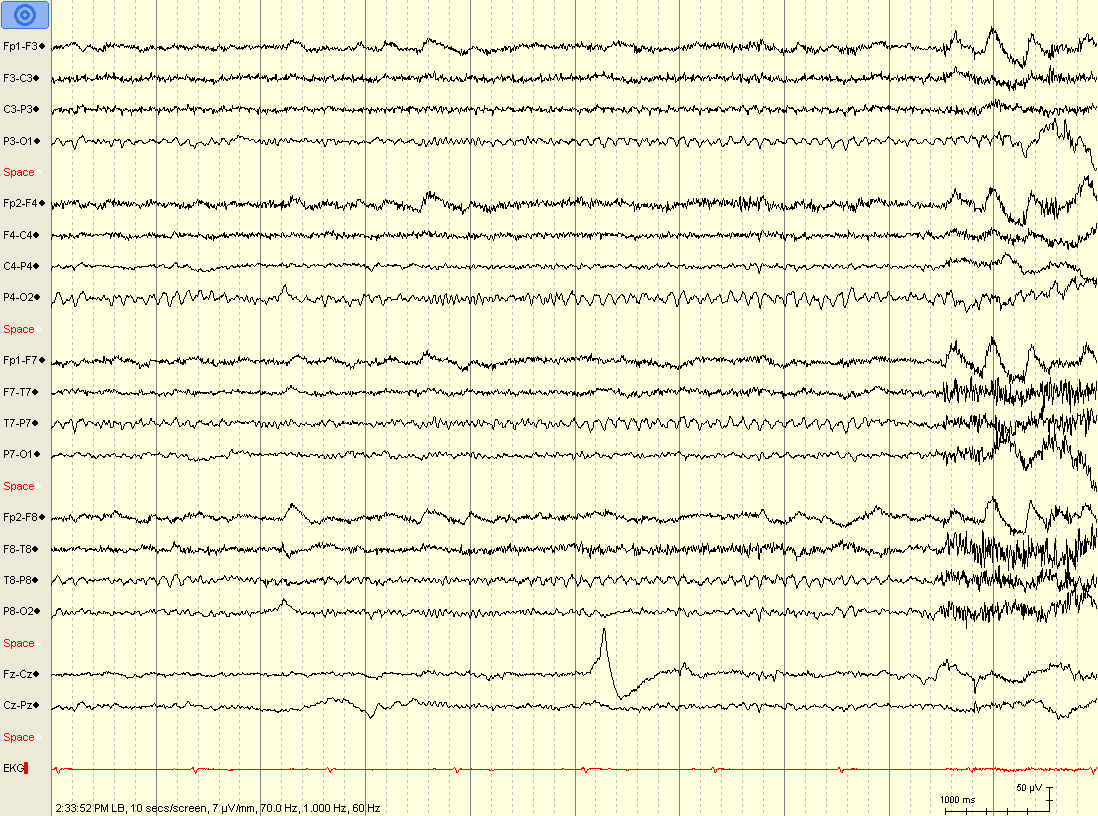 Fp1-F3
F3-C3
C3-P3
P3-O1
Space
Fp2-F4
F4-C4
C4-P4
P4-O2
Space
Fp1-F7
F7-T7
T7-P7
P7-O1
Space
Fp2-F8
F8-T8
T8-P8
P8-O2
Space
Fz-Cz
Cz-Pz
Space
EKG
2:33:52 PM LB, 10 secs/screen, 7 µV/mm, 70.0 Hz, 1.000 Hz, 60 Hz
1000 ms
50 µV